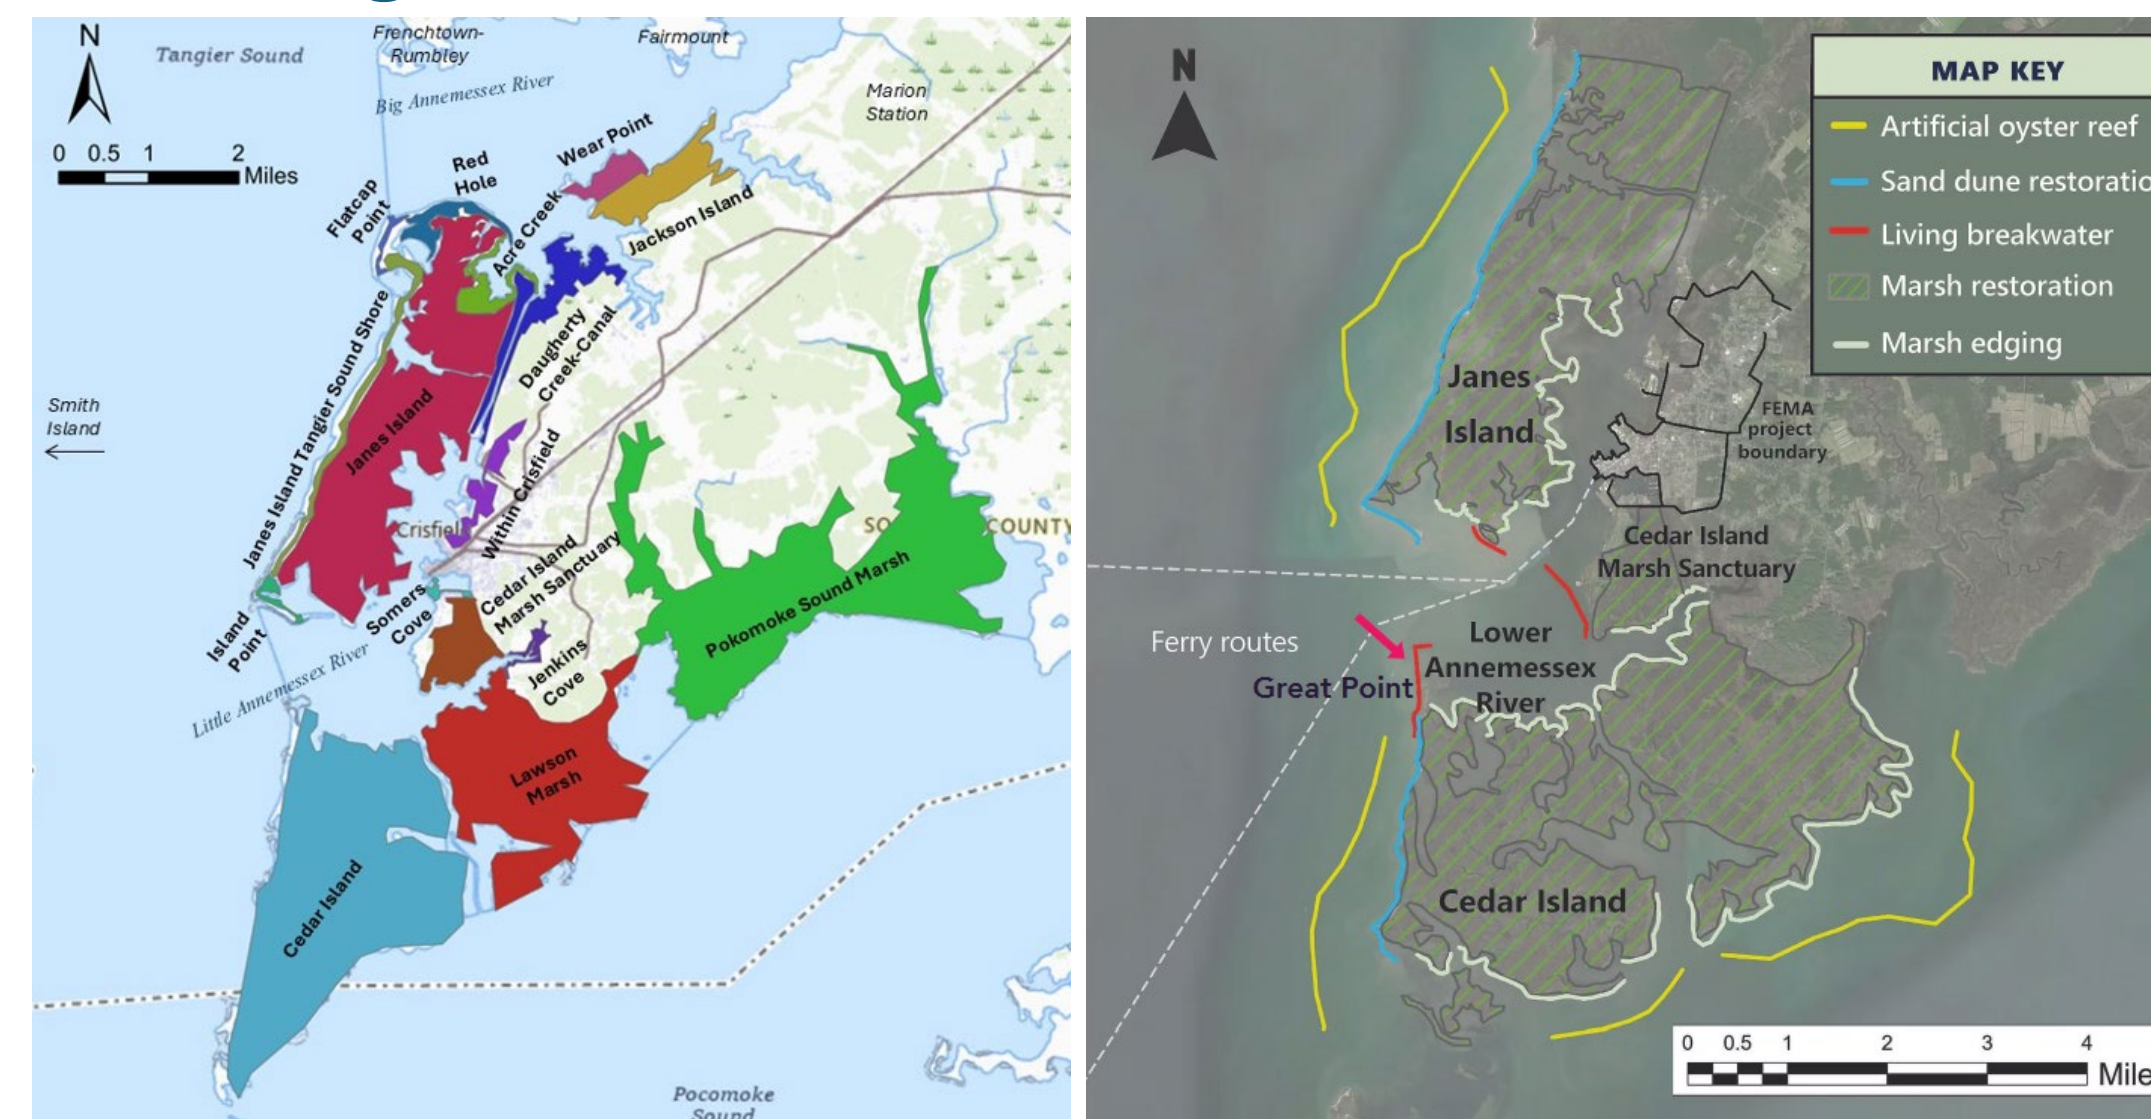 N
Tangier Sound
Frenchtown-
Rumbley
Fairmount
Big Annemessex River
Marion
Station
0 0.5 1 2
Miles
Wear Point
Red
Hole
Flatcap
Point
Acre Creek
Jackson Island
Daugherty
Creek-Canal
Janes Island Tangier Sound Shore
Smith
Island
Janes Island
Within Crisfield
Crisfiel
SO
COUNTY
Cedar Island
Marsh Sanctuary
Pokomoke Sound Marsh
Somers
Cove
Island
Point
Jenkins
Cove
Little Annemessex River
Lawson
Marsh
Cedar Island
Pocomoke
Sound
N
MAP KEY
Artificial oyster reef
Sand dune restoratio
Living breakwater
Marsh restoration
Marsh edging
Janes
Island
FEMA
project
boundary
Cedar Island
Marsh Sanctuary
Ferry routes
Lower
Annemessex
River
Great Point
Cedar Island
0 0.5 1 2 3 4
Mile